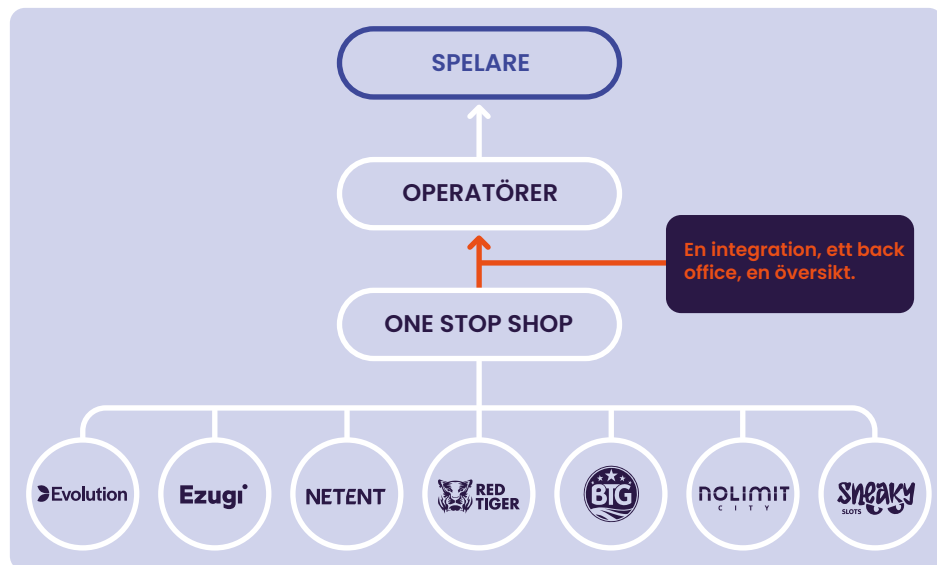 SPELARE
OPERATÖRER
En integration, ett back
office, en översikt.
ONE STOP SHOP
Evolution
Ezugi
NETENT
RED
TIGER
BTG
NOLIMIT
CITY
Sneaky
SLOTS